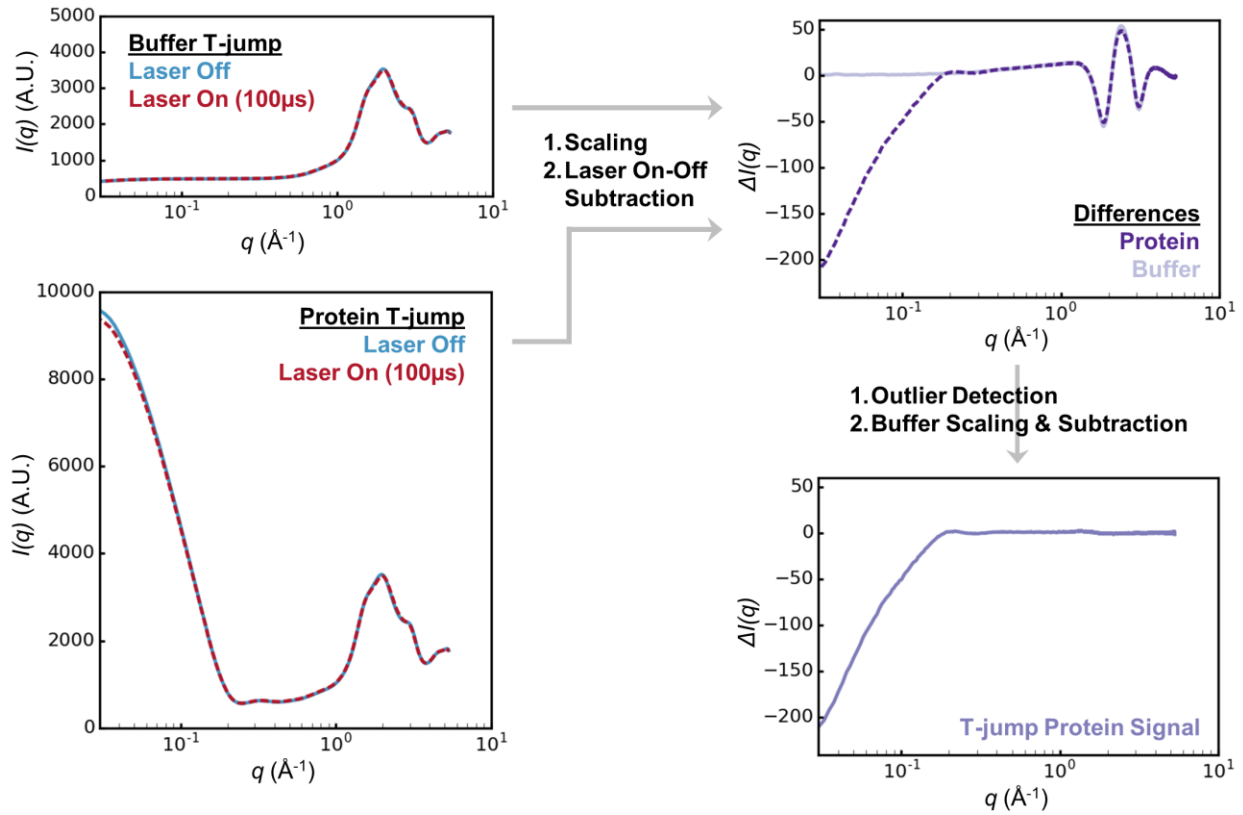 5000
4000
3000
2000
1000
0
I(q) (A.U.)
Buffer T-jump
Laser Off
Laser On (100µs)
10⁻¹
10⁰
10¹
q (Å⁻¹)
1. Scaling
2. Laser On-Off
Subtraction
50
0
−50
−100
−150
−200
ΔI(q)
Differences
Protein
Buffer
10⁻¹
10⁰
10¹
q (Å⁻¹)
10000
8000
6000
4000
2000
0
I(q) (A.U.)
Protein T-jump
Laser Off
Laser On (100µs)
10⁻¹
10⁰
10¹
q (Å⁻¹)
1. Outlier Detection
2. Buffer Scaling & Subtraction
50
0
−50
−100
−150
−200
ΔI(q)
T-jump Protein Signal
10⁻¹
10⁰
10¹
q (Å⁻¹)